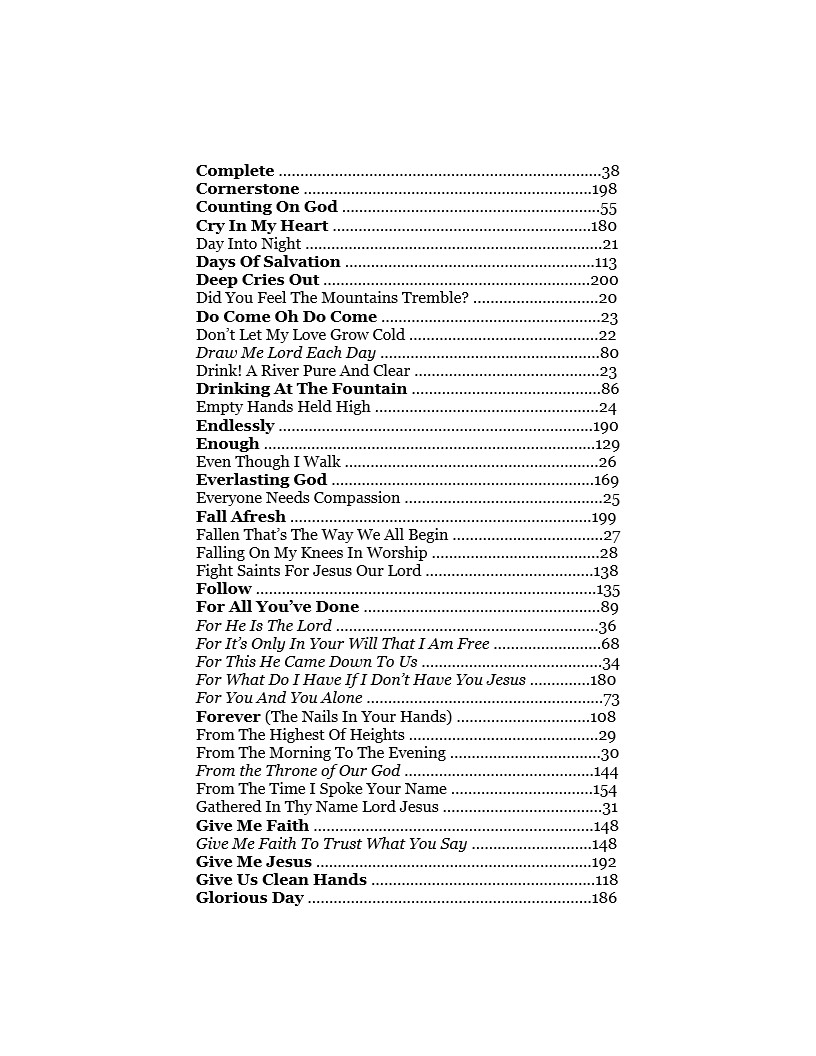 Complete ...........................................................................38
Cornerstone ...................................................................198
Counting On God ............................................................55
Cry In My Heart ............................................................180
Day Into Night .....................................................................21
Days Of Salvation ..........................................................113
Deep Cries Out ..............................................................200
Did You Feel The Mountains Tremble? .............................20
Do Come Oh Do Come ...................................................23
Don’t Let My Love Grow Cold ............................................22
Draw Me Lord Each Day ...................................................80
Drink! A River Pure And Clear ...........................................23
Drinking At The Fountain ............................................86
Empty Hands Held High ....................................................24
Endlessly .........................................................................190
Enough .............................................................................129
Even Though I Walk ...........................................................26
Everlasting God .............................................................169
Everyone Needs Compassion ..............................................25
Fall Afresh ......................................................................199
Fallen That’s The Way We All Begin ...................................27
Falling On My Knees In Worship .......................................28
Fight Saints For Jesus Our Lord .......................................138
Follow ...............................................................................135
For All You’ve Done .......................................................89
For He Is The Lord .............................................................36
For It’s Only In Your Will That I Am Free .........................68
For This He Came Down To Us ..........................................34
For What Do I Have If I Don’t Have You Jesus ..............180
For You And You Alone .......................................................73
Forever (The Nails In Your Hands) ...............................108
From The Highest Of Heights ............................................29
From The Morning To The Evening ...................................30
From the Throne of Our God ............................................144
From The Time I Spoke Your Name .................................154
Gathered In Thy Name Lord Jesus .....................................31
Give Me Faith .................................................................148
Give Me Faith To Trust What You Say ............................148
Give Me Jesus ................................................................192
Give Us Clean Hands ....................................................118
Glorious Day ..................................................................186